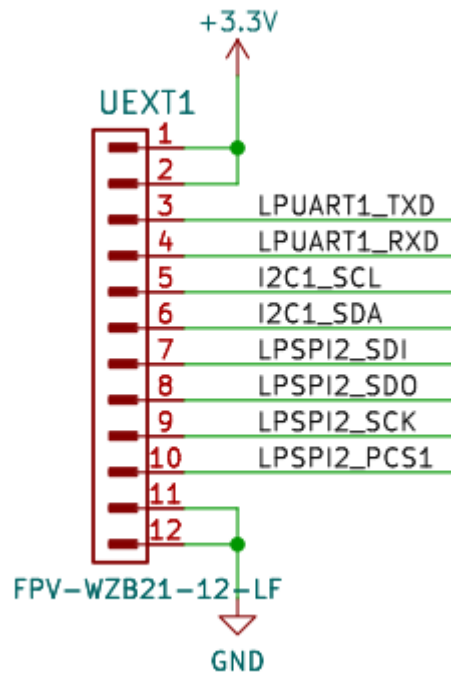 +3.3V
UEXT1
1
2
3 LPUART1_TXD
4 LPUART1_RXD
5 I2C1_SCL
6 I2C1_SDA
7 LPSPI2_SDI
8 LPSPI2_SDO
9 LPSPI2_SCK
10 LPSPI2_PCS1
11
12
FPV-WZB21-12-LF
GND